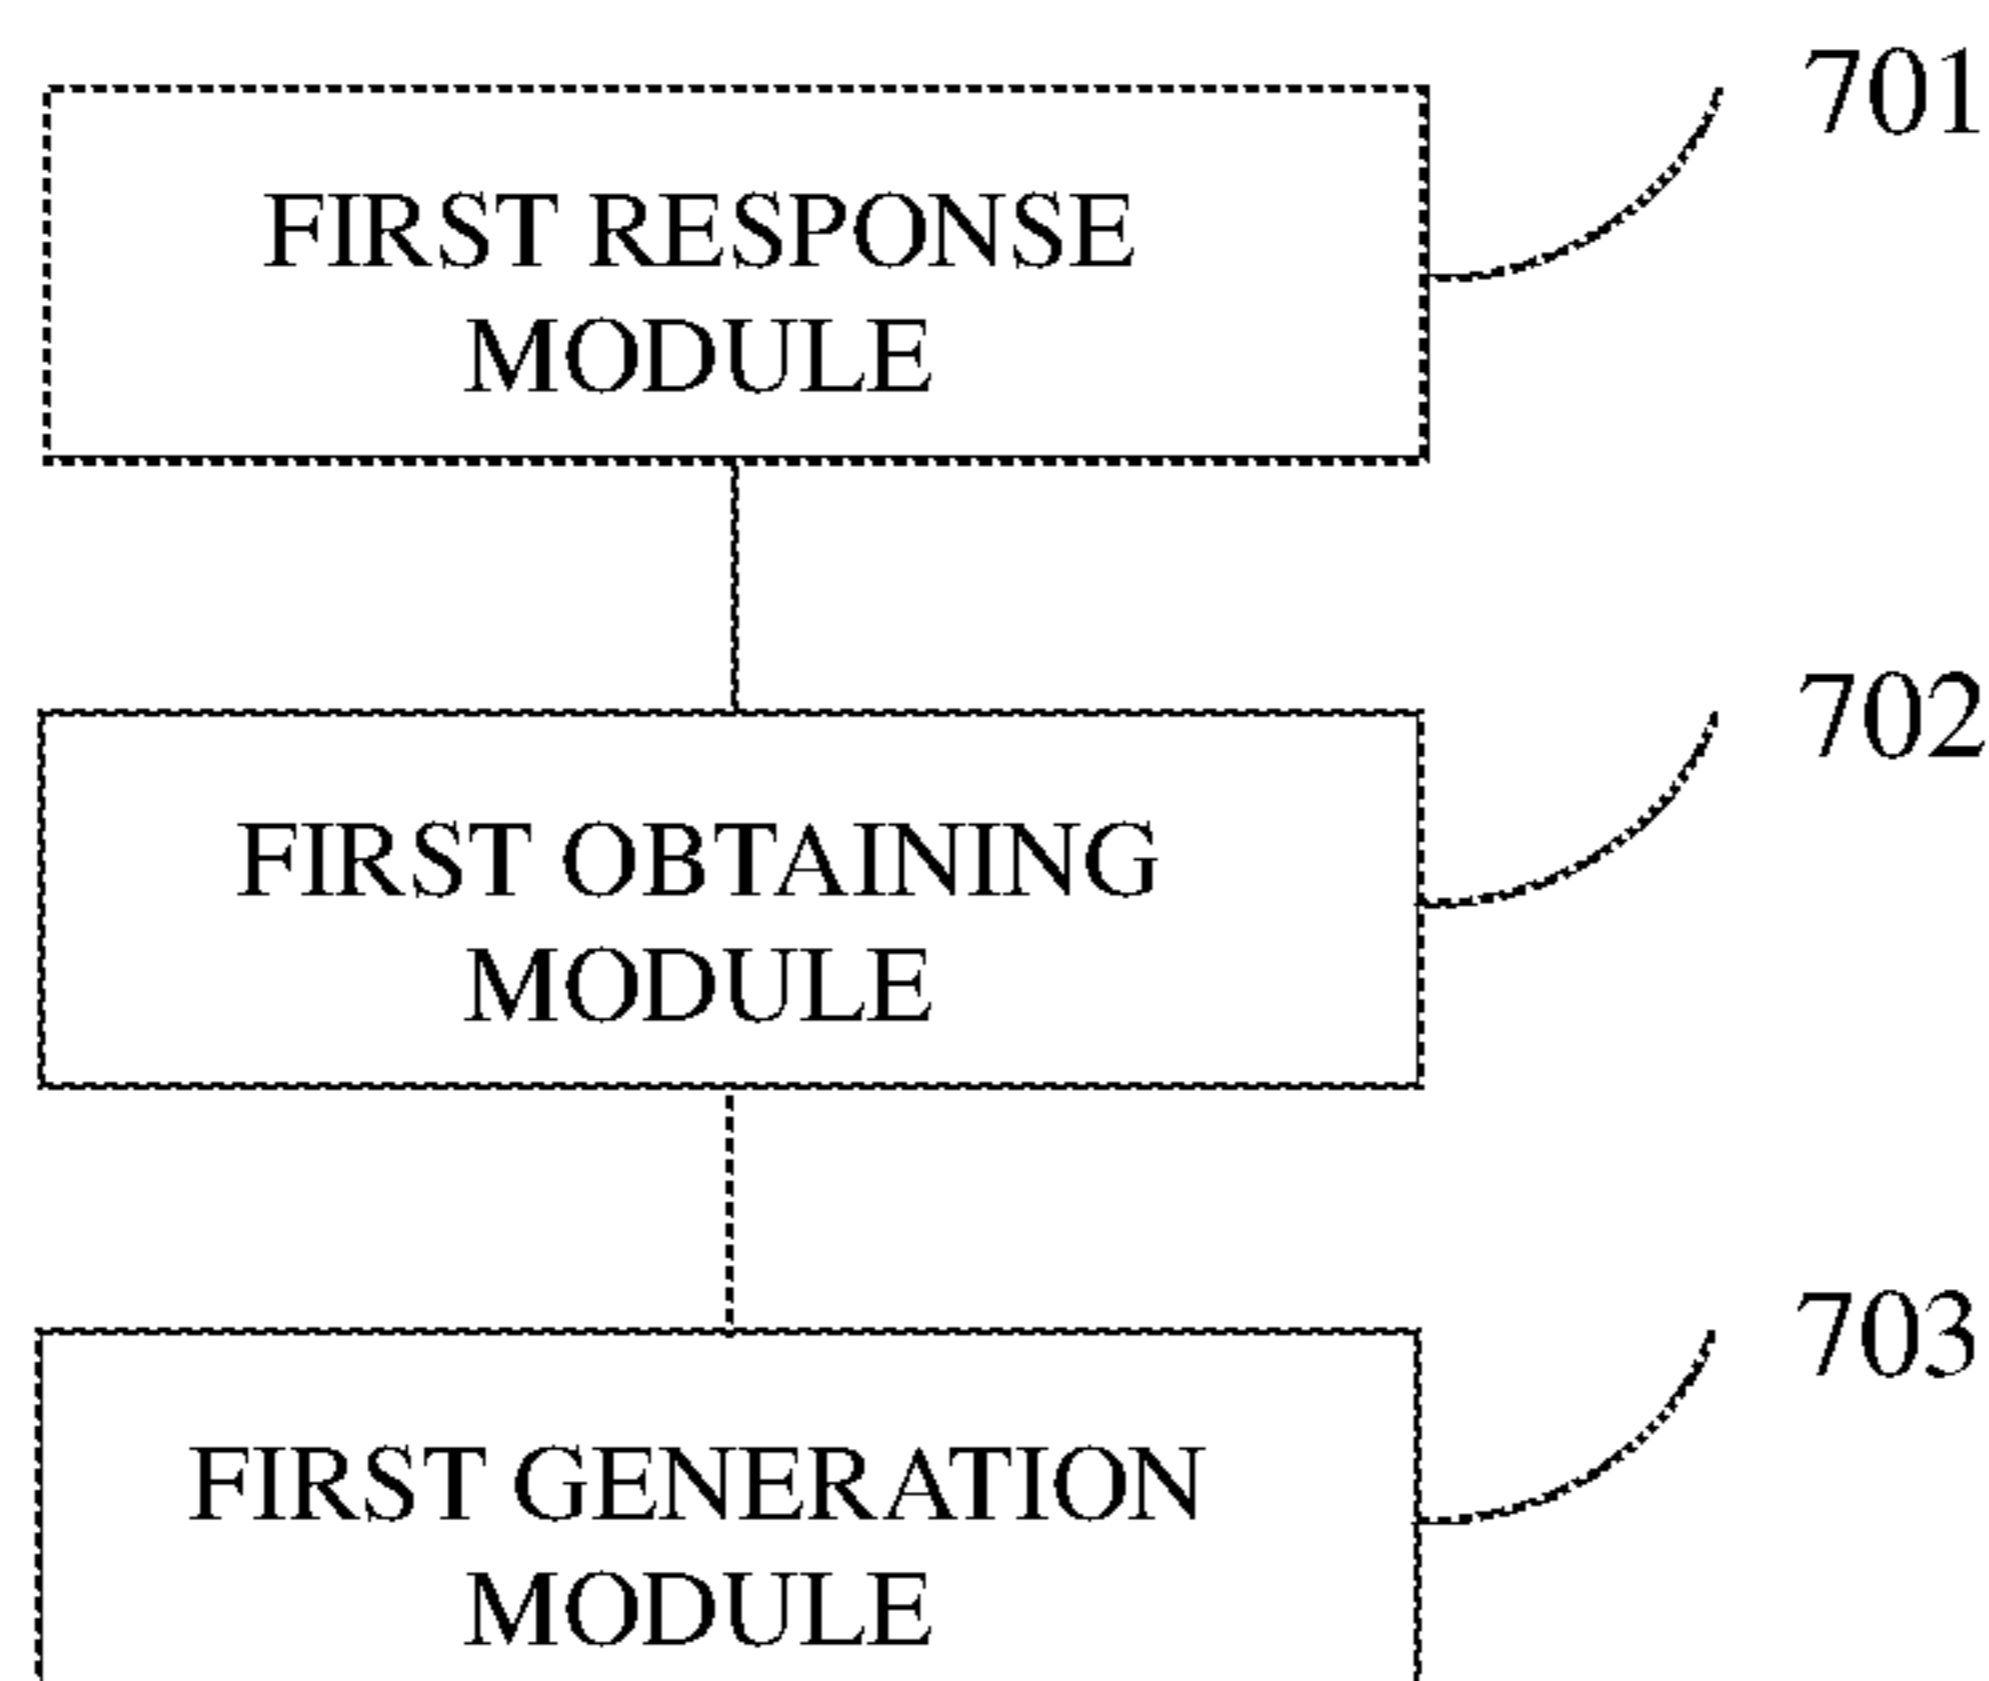 701
FIRST RESPONSE
MODULE
702
FIRST OBTAINING
MODULE
703
FIRST GENERATION
MODULE